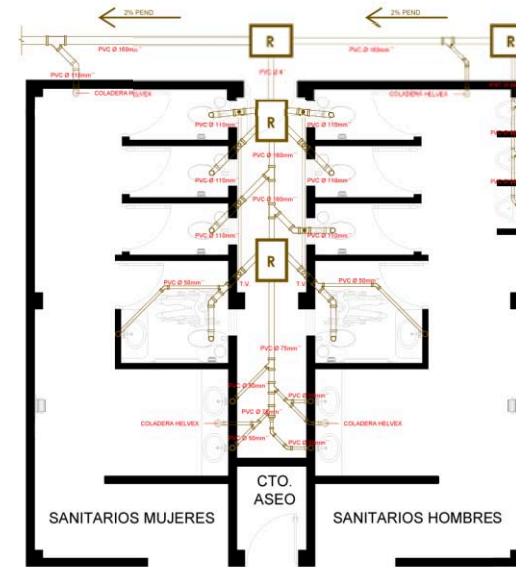 2% PEND
2% PEND
R
R
PVC Ø 160mm
PVC Ø 160mm
PVC Ø 110mm
COLADERA HELVEX
COLADERA HELVEX
R
PVC Ø 110mm
PVC Ø 110mm
PVC Ø 160mm
PVC Ø 110mm
PVC Ø 110mm
PVC Ø 160mm
PVC Ø 110mm
PVC Ø 110mm
R
PVC Ø 50mm
T.V.
T.V.
PVC Ø 50mm
PVC Ø 75mm
PVC Ø 50mm
COLADERA HELVEX
COLADERA HELVEX
PVC Ø 50mm
CTO.
ASEO
SANITARIOS MUJERES
SANITARIOS HOMBRES